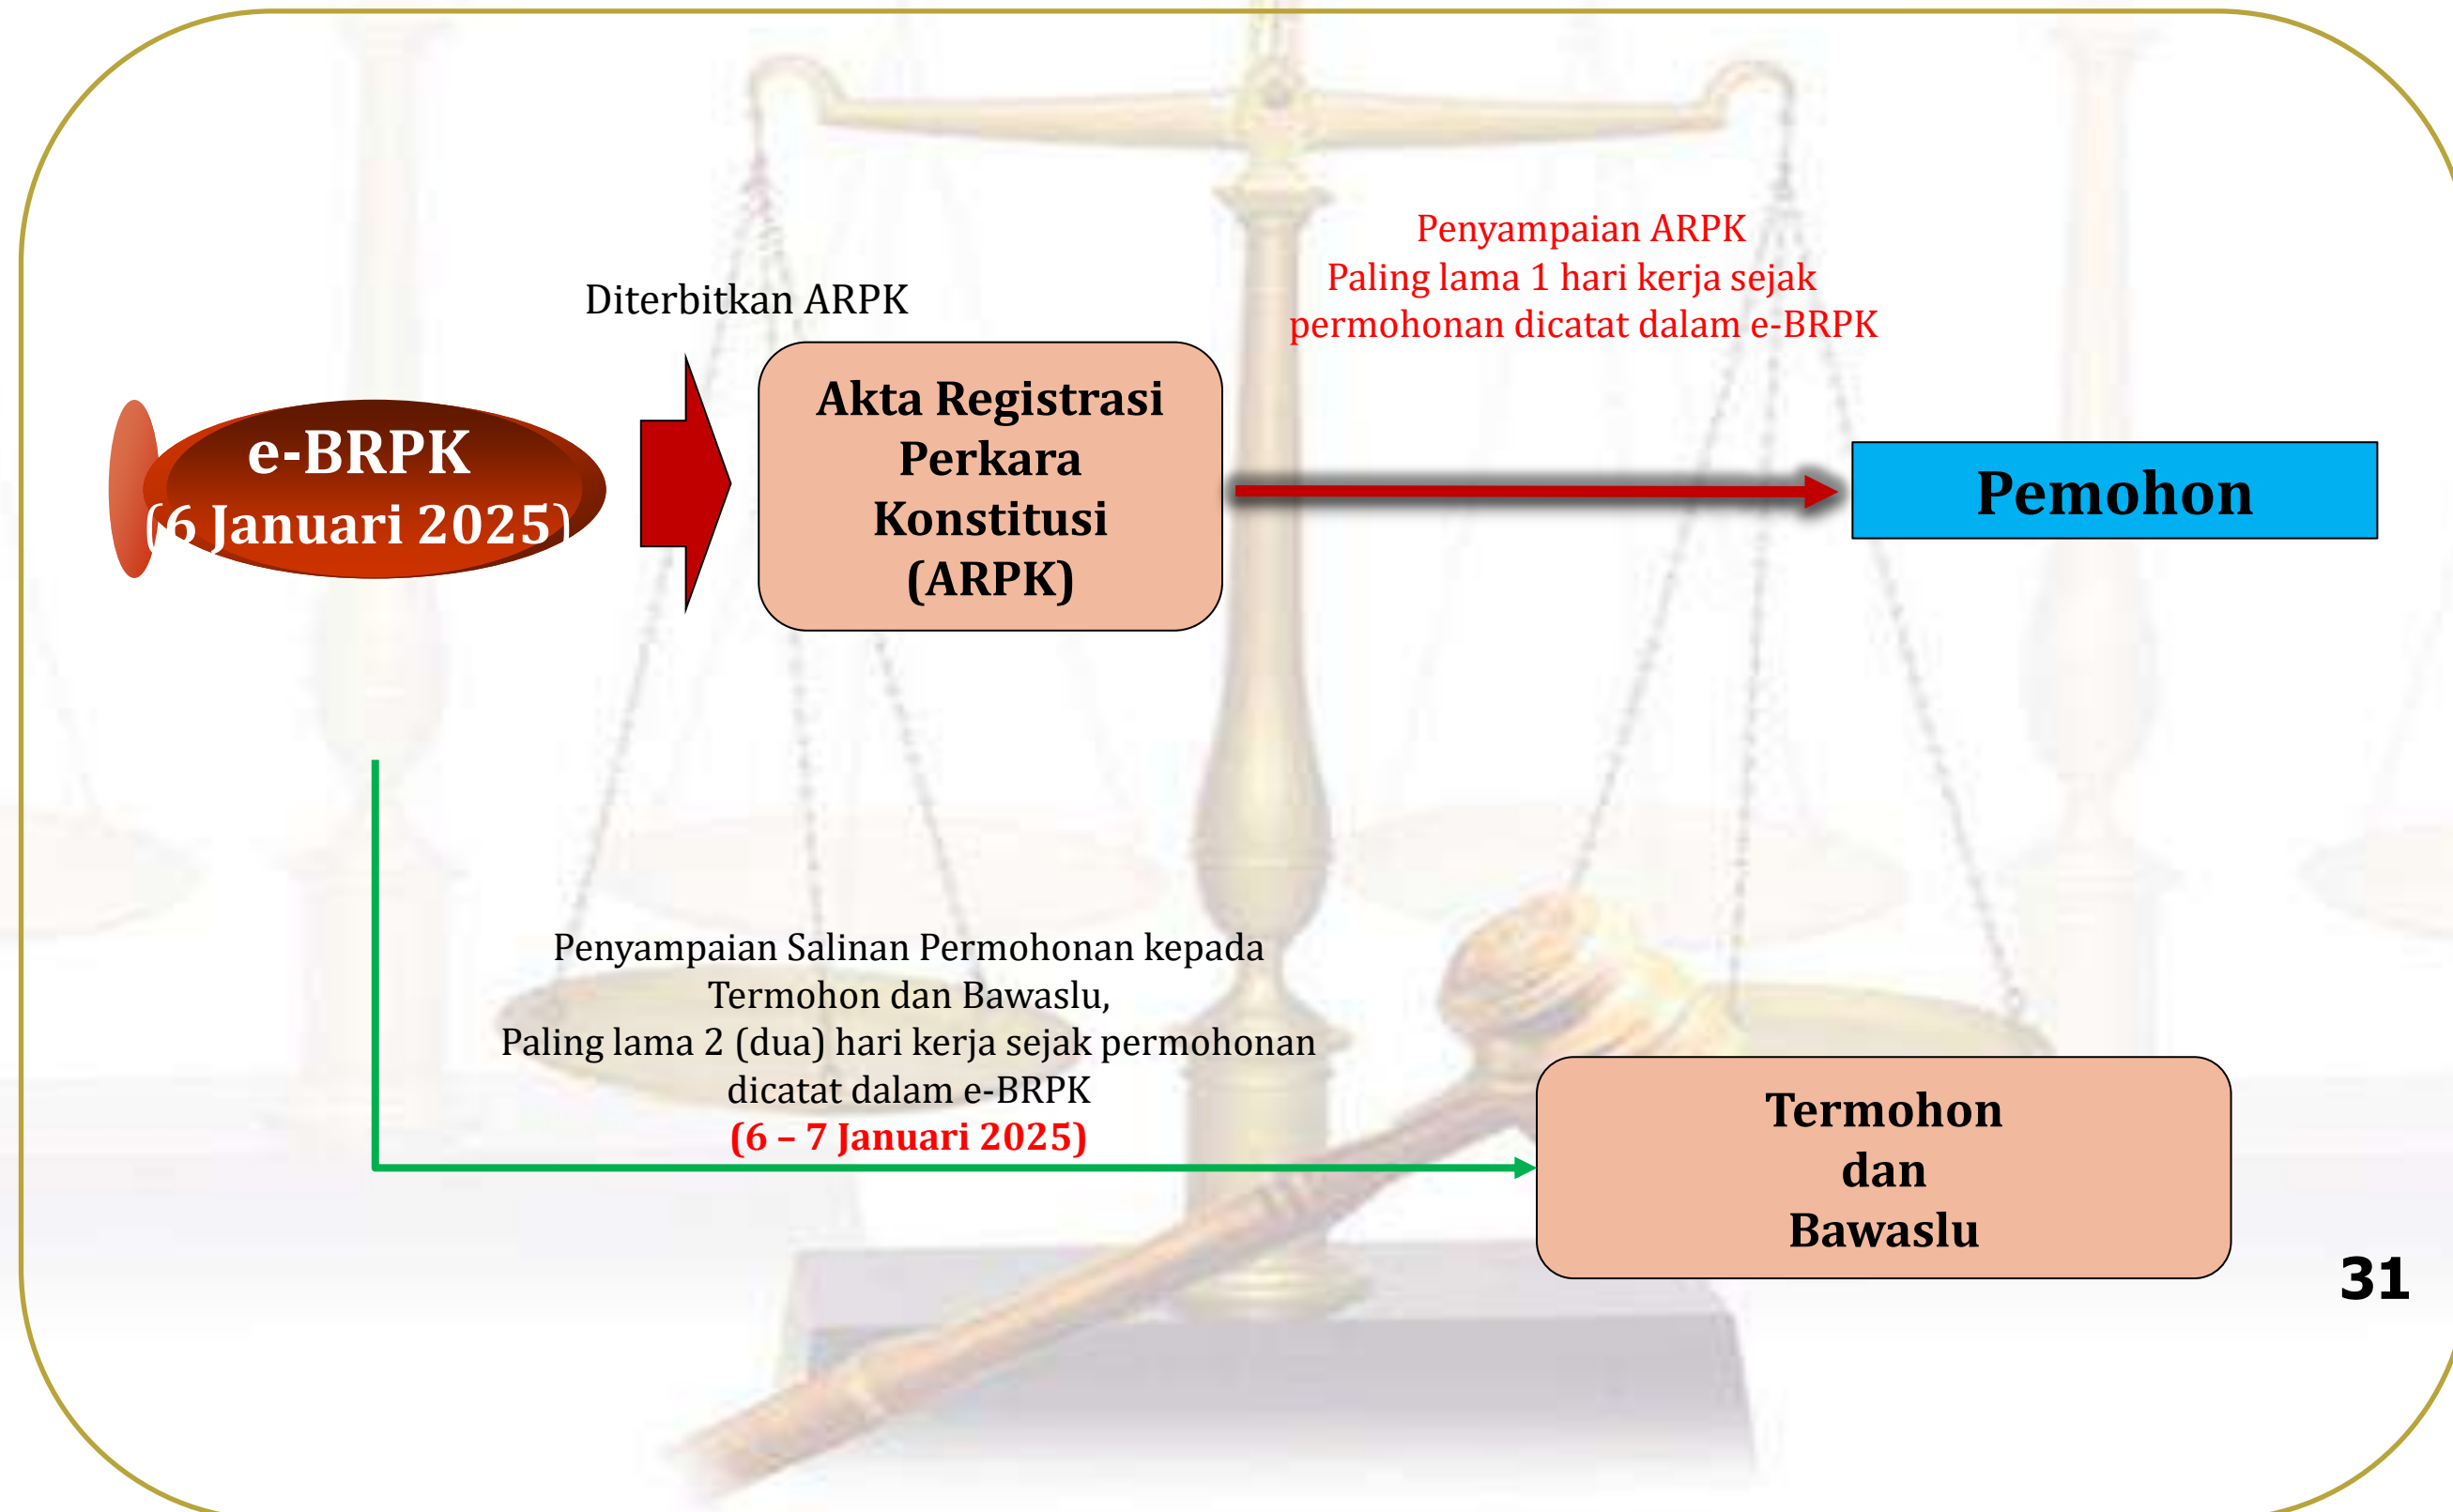 Penyampaian ARPK
Paling lama 1 hari kerja sejak
permohonan dicatat dalam e-BRPK
Diterbitkan ARPK
e-BRPK
(6 Januari 2025)
Akta Registrasi
Perkara
Konstitusi
(ARPK)
Pemohon
Penyampaian Salinan Permohonan kepada
Termohon dan Bawaslu,
Paling lama 2 (dua) hari kerja sejak permohonan
dicatat dalam e-BRPK
(6 – 7 Januari 2025)
Termohon
dan
Bawaslu
31